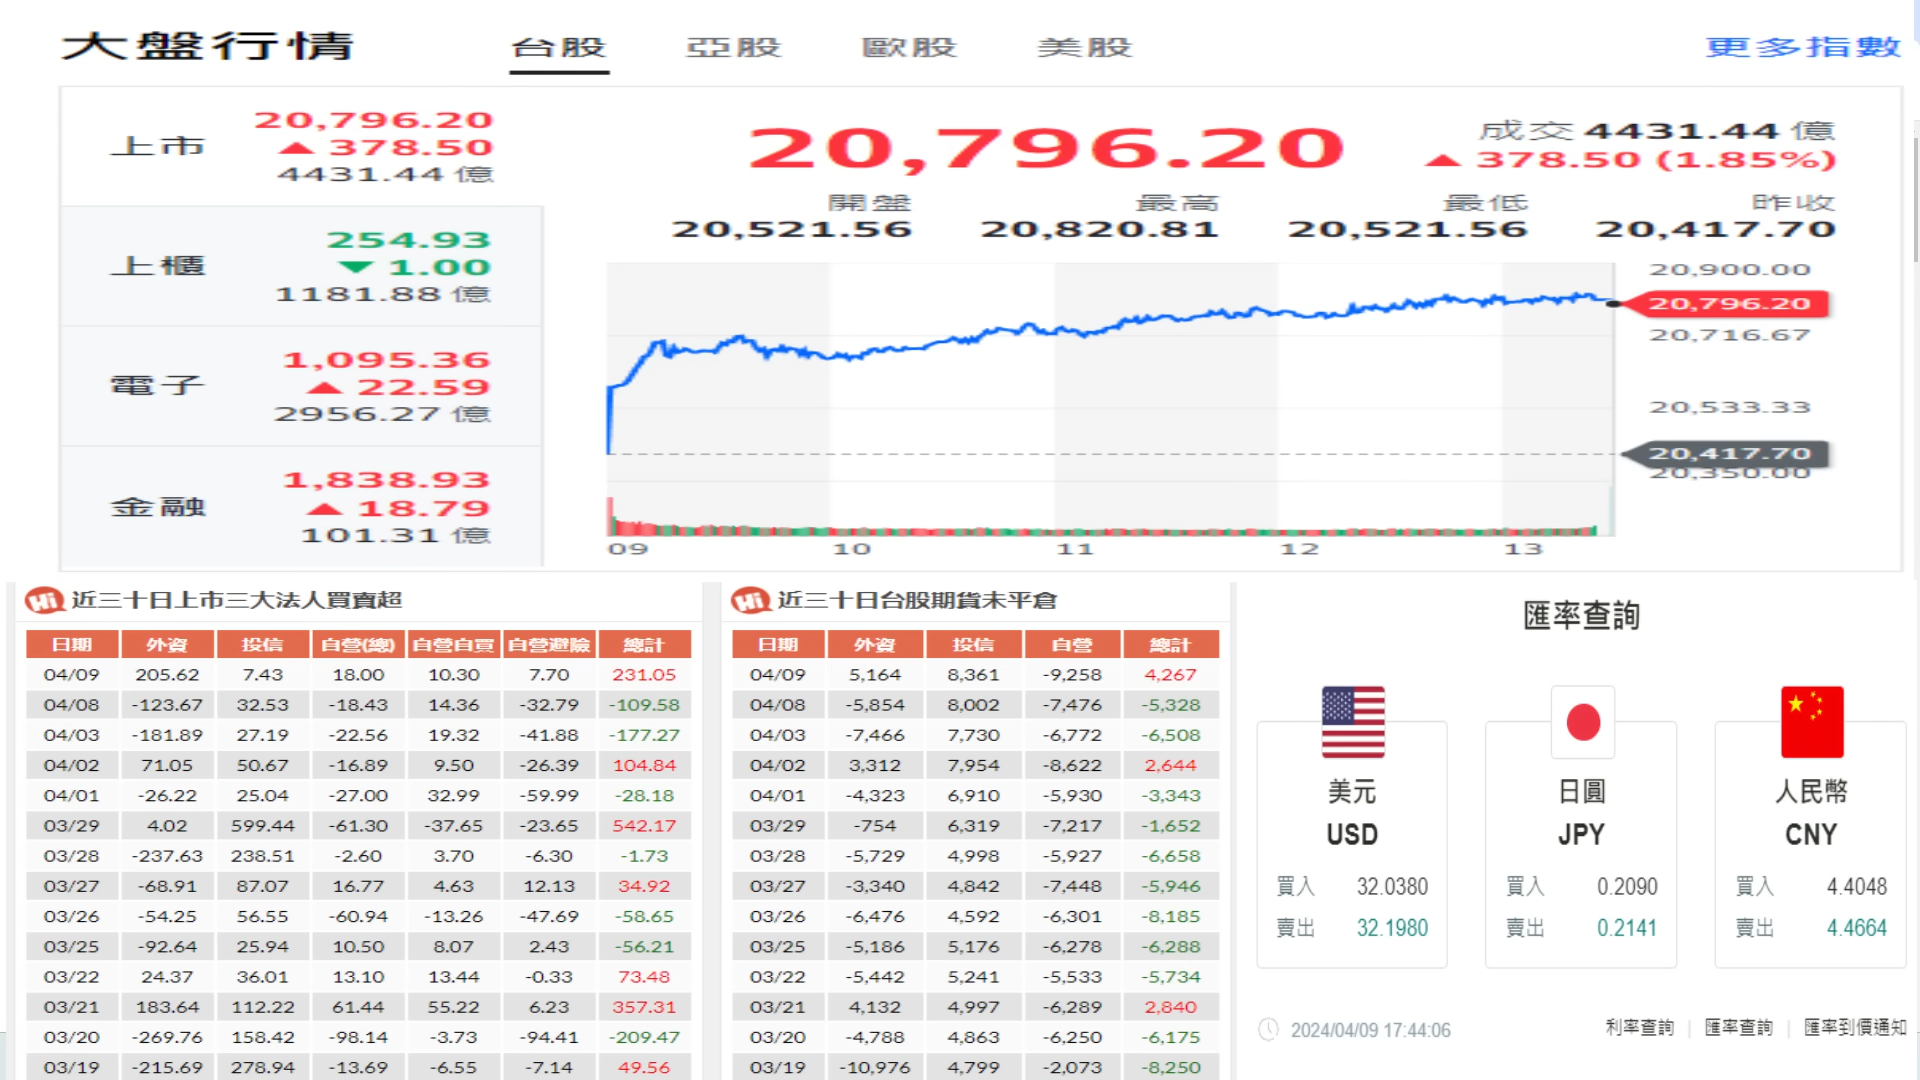 大盤行情 台股 亞股 歐股 美股 更多指數
上市 20,796.20
▲ 378.50
4431.44 億
上櫃 254.93
▼ 1.00
1181.88 億
電子 1,095.36
▲ 22.59
2956.27 億
金融 1,838.93
▲ 18.79
101.31 億
20,796.20
成交 4431.44 億
▲ 378.50 (1.85%)
開盤 最高 最低 昨收
20,521.56 20,820.81 20,521.56 20,417.70
20,900.00
20,796.20
20,716.67
20,533.33
20,417.70
20,350.00
09 10 11 12 13
Hi 近三十日上市三大法人買賣超
日期 外資 投信 自營(總) 自營自買 自營避險 總計
04/09 205.62 7.43 18.00 10.30 7.70 231.05
04/08 -123.67 32.53 -18.43 14.36 -32.79 -109.58
04/03 -181.89 27.19 -22.56 19.32 -41.88 -177.27
04/02 71.05 50.67 -16.89 9.50 -26.39 104.84
04/01 -26.22 25.04 -27.00 32.99 -59.99 -28.18
03/29 4.02 599.44 -61.30 -37.65 -23.65 542.17
03/28 -237.63 238.51 -2.60 3.70 -6.30 -1.73
03/27 -68.91 87.07 16.77 4.63 12.13 34.92
03/26 -54.25 56.55 -60.94 -13.26 -47.69 -58.65
03/25 -92.64 25.94 10.50 8.07 2.43 -56.21
03/22 24.37 36.01 13.10 13.44 -0.33 73.48
03/21 183.64 112.22 61.44 55.22 6.23 357.31
03/20 -269.76 158.42 -98.14 -3.73 -94.41 -209.47
03/19 -215.69 278.94 -13.69 -6.55 -7.14 49.56
Hi 近三十日台股期貨未平倉
日期 外資 投信 自營 總計
04/09 5,164 8,361 -9,258 4,267
04/08 -5,854 8,002 -7,476 -5,328
04/03 -7,466 7,730 -6,772 -6,508
04/02 3,312 7,954 -8,622 2,644
04/01 -4,323 6,910 -5,930 -3,343
03/29 -754 6,319 -7,217 -1,652
03/28 -5,729 4,998 -5,927 -6,658
03/27 -3,340 4,842 -7,448 -5,946
03/26 -6,476 4,592 -6,301 -8,185
03/25 -5,186 5,176 -6,278 -6,288
03/22 -5,442 5,241 -5,533 -5,734
03/21 4,132 4,997 -6,289 2,840
03/20 -4,788 4,863 -6,250 -6,175
03/19 -10,976 4,799 -2,073 -8,250
匯率查詢
美元
USD
買入 32.0380
賣出 32.1980
日圓
JPY
買入 0.2090
賣出 0.2141
人民幣
CNY
買入 4.4048
賣出 4.4664
2024/04/09 17:44:06
利率查詢 | 匯率查詢 | 匯率到價通知